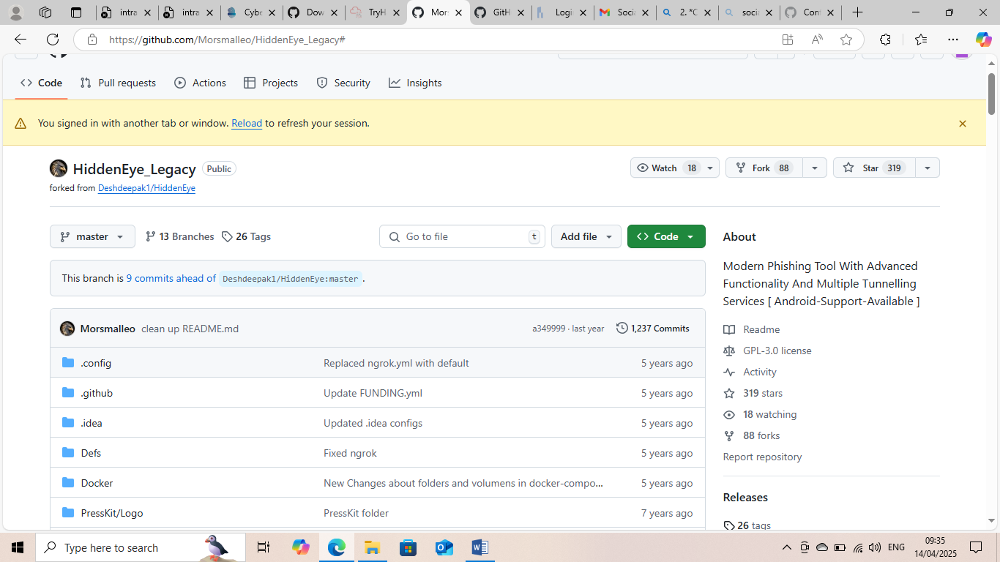 intra
intra
Cybe
Dow
TryH
Mors
GitH
Logi
Socia
2. *C
socia
Cont
https://github.com/Morsmalleo/HiddenEye_Legacy#
Code Pull requests Actions Projects Security Insights
You signed in with another tab or window. Reload to refresh your session.
HiddenEye_Legacy Public
Watch 18 Fork 88 Star 319
forked from Deshdeepak1/HiddenEye
master 13 Branches 26 Tags Go to file t Add file Code
About
Modern Phishing Tool With Advanced
Functionality And Multiple Tunnelling
Services [ Android-Support-Available ]
Readme
GPL-3.0 license
Activity
319 stars
18 watching
88 forks
Report repository
Releases
26 tags
This branch is 9 commits ahead of Deshdeepak1/HiddenEye:master.
Morsmalleo clean up README.md a349999 · last year 1,237 Commits
.config Replaced ngrok.yml with default 5 years ago
.github Update FUNDING.yml 5 years ago
.idea Updated .idea configs 5 years ago
Defs Fixed ngrok 5 years ago
Docker New Changes about folders and volumens in docker-compo... 5 years ago
PressKit/Logo PressKit folder 7 years ago
Type here to search
ENG
09:35
14/04/2025